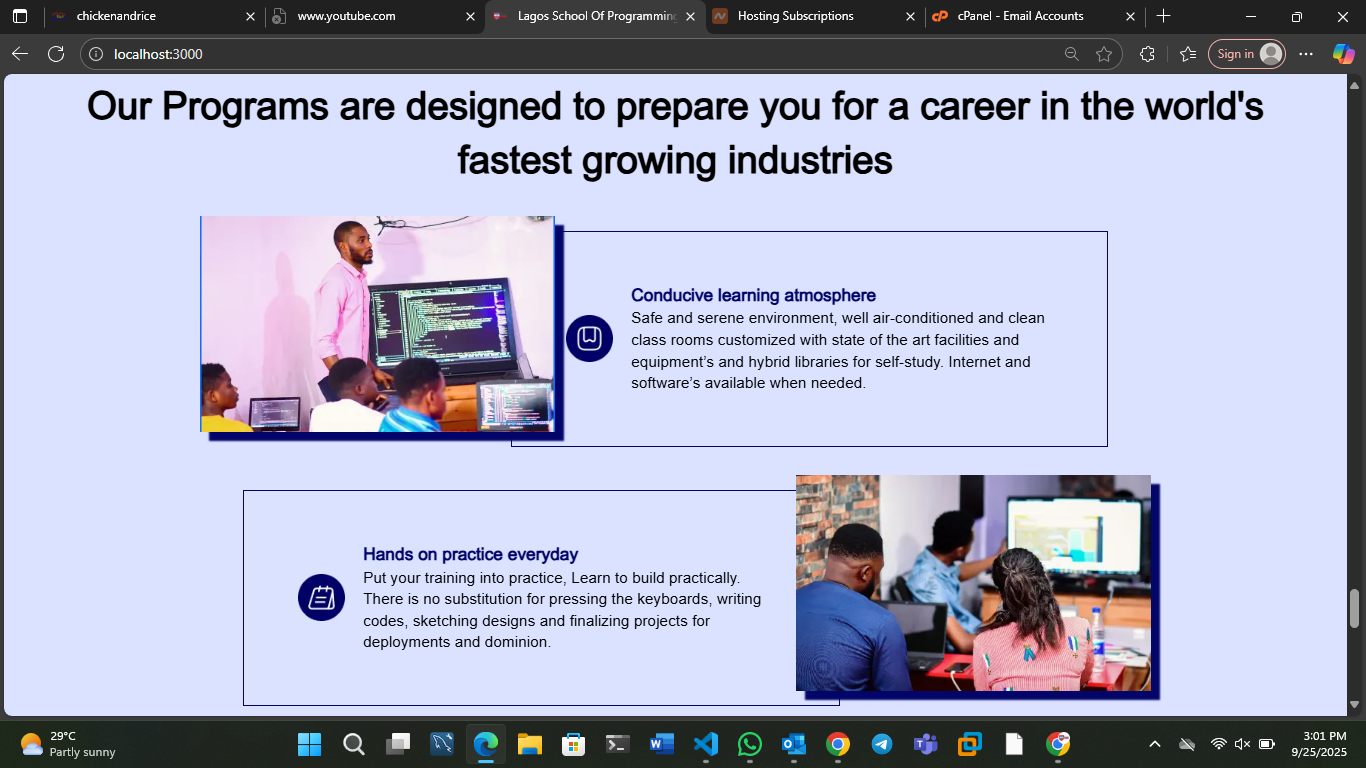 chickenandrice
www.youtube.com
Lagos School Of Programming
Hosting Subscriptions
cPanel - Email Accounts
localhost:3000
Sign in
Our Programs are designed to prepare you for a career in the world's
fastest growing industries
Conducive learning atmosphere
Safe and serene environment, well air-conditioned and clean
class rooms customized with state of the art facilities and
equipment’s and hybrid libraries for self-study. Internet and
software’s available when needed.
Hands on practice everyday
Put your training into practice, Learn to build practically.
There is no substitution for pressing the keyboards, writing
codes, sketching designs and finalizing projects for
deployments and dominion.
29°C
Partly sunny
3:01 PM
9/25/2025